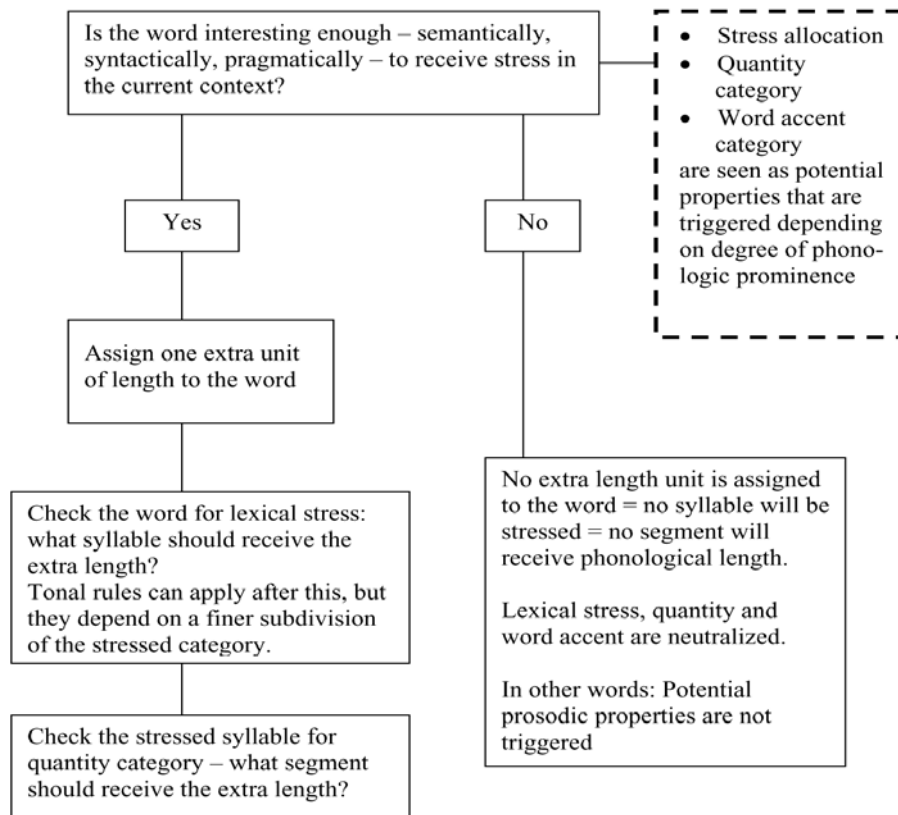 Is the word interesting enough – semantically,
syntactically, pragmatically – to receive stress in
the current context?
• Stress allocation
• Quantity
category
• Word accent
category
are seen as potential
properties that are
triggered depending
on degree of phono-
logic prominence
Yes
No
Assign one extra unit
of length to the word
Check the word for lexical stress:
what syllable should receive the
extra length?
Tonal rules can apply after this, but
they depend on a finer subdivision
of the stressed category.
No extra length unit is assigned
to the word = no syllable will be
stressed = no segment will
receive phonological length.
Lexical stress, quantity and
word accent are neutralized.
In other words: Potential
prosodic properties are not
triggered
Check the stressed syllable for
quantity category – what segment
should receive the extra length?